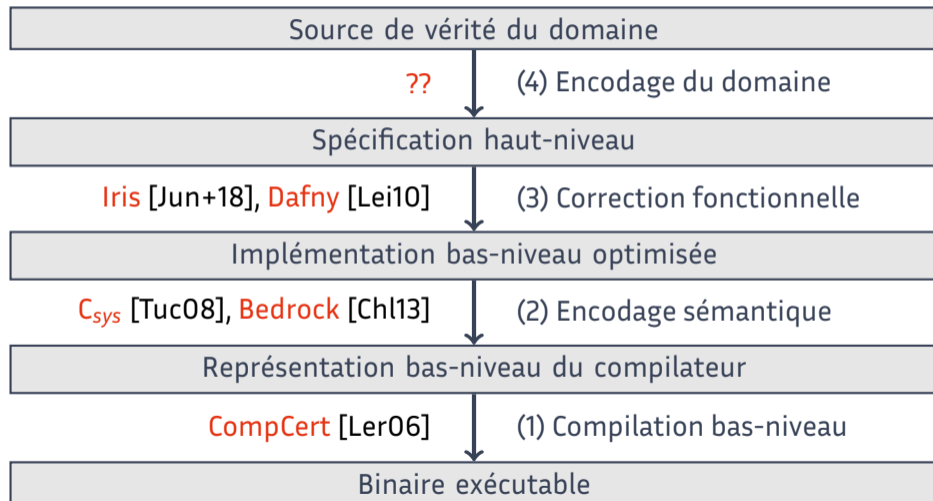 Source de vérité du domaine
?? (4) Encodage du domaine
Spécification haut-niveau
Iris [Jun+18], Dafny [Lei10] (3) Correction fonctionnelle
Implémentation bas-niveau optimisée
Csys [Tuc08], Bedrock [Chl13] (2) Encodage sémantique
Représentation bas-niveau du compilateur
CompCert [Ler06] (1) Compilation bas-niveau
Binaire exécutable